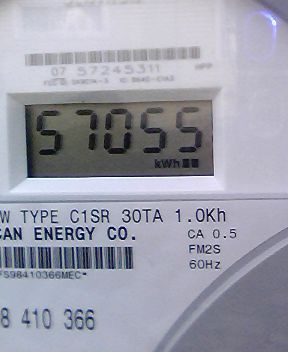 07 57245311
57055
kWh
W TYPE C1SR 30TA 1.0Kh
CAN ENERGY CO.
CA 0.5
FM2S
60Hz
FS98410366MEC*
8 410 366